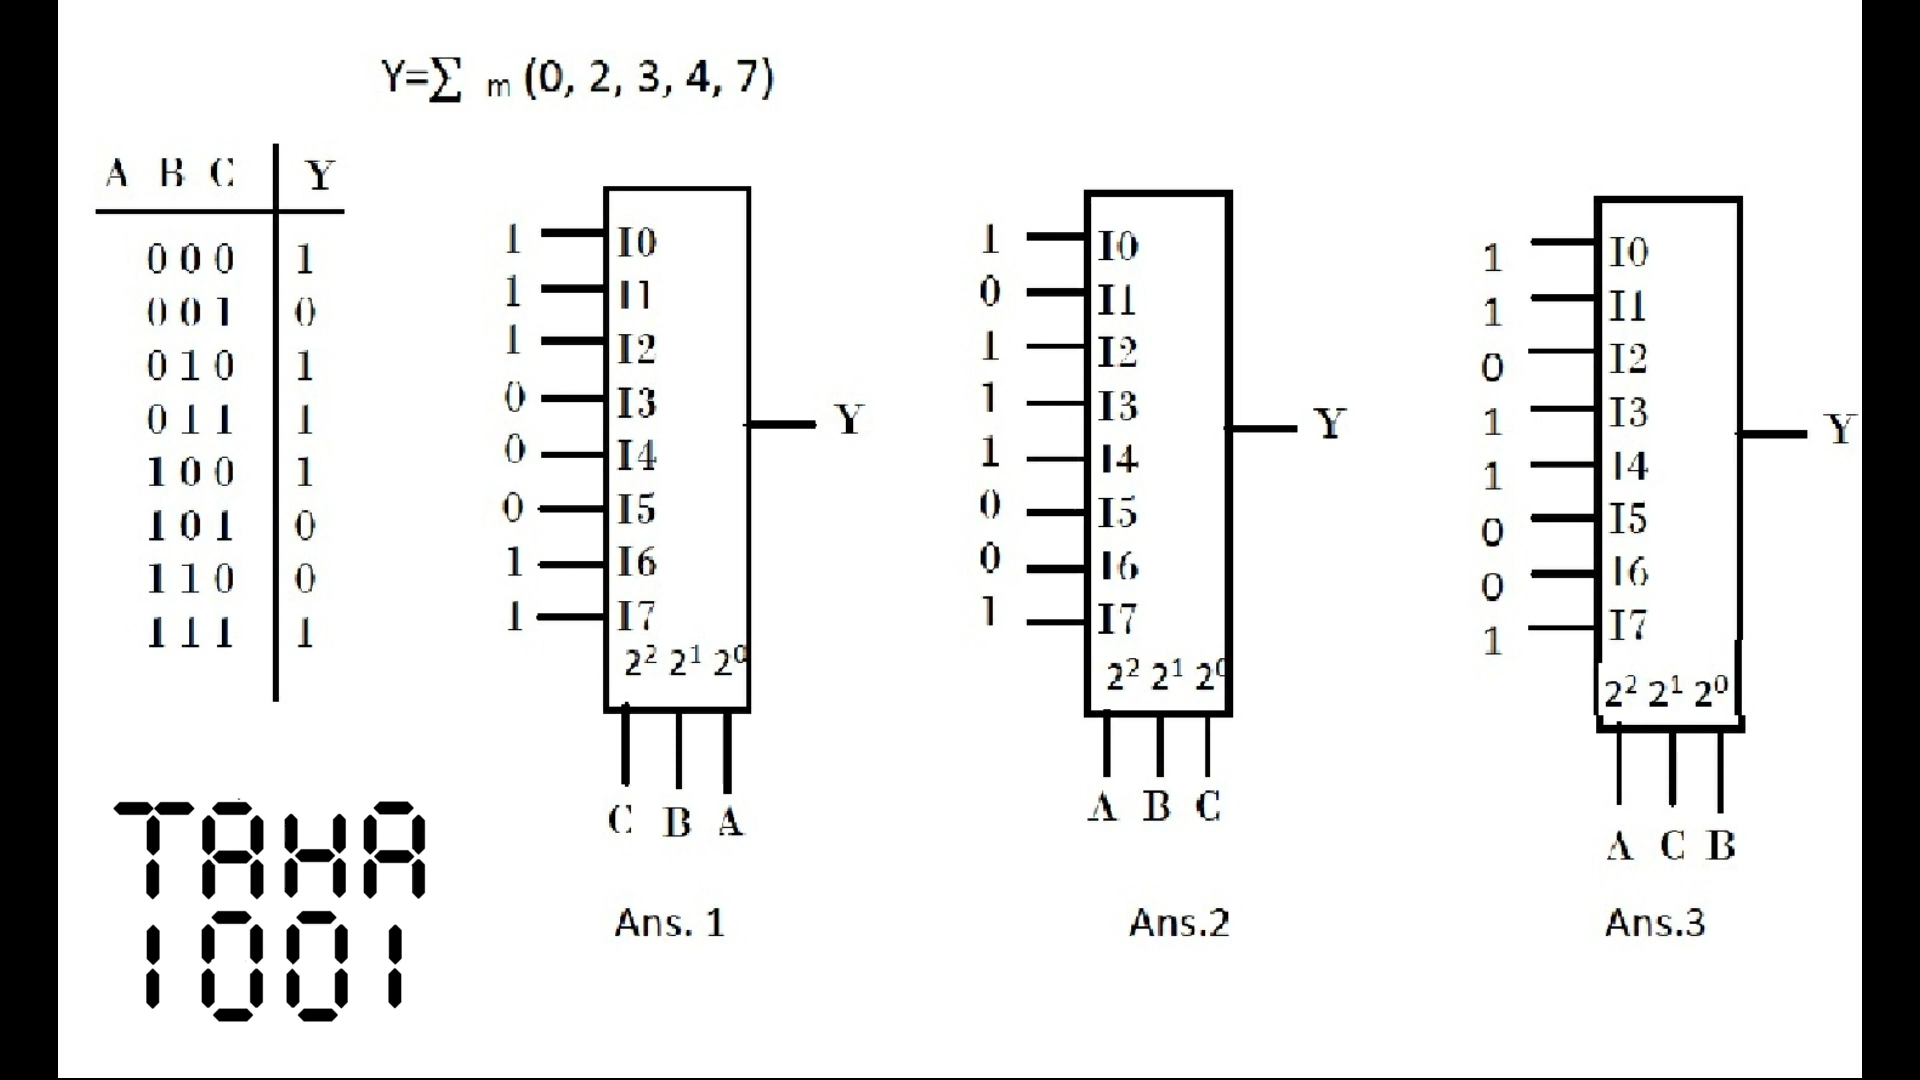 Y=∑ m (0, 2, 3, 4, 7)
A B C Y
0 0 0 1
0 0 1 0
0 1 0 1
0 1 1 1
1 0 0 1
1 0 1 0
1 1 0 0
1 1 1 1
1 I0
1 I1
1 I2
0 I3
0 I4
0 I5
1 I6
1 I7
2² 2¹ 2⁰
Y
C B A
Ans. 1
1 I0
0 I1
1 I2
1 I3
1 I4
0 I5
0 I6
1 I7
2² 2¹ 2⁰
Y
A B C
Ans.2
1 I0
1 I1
0 I2
1 I3
1 I4
0 I5
0 I6
1 I7
2² 2¹ 2⁰
Y
A C B
Ans.3
TAHA
1001